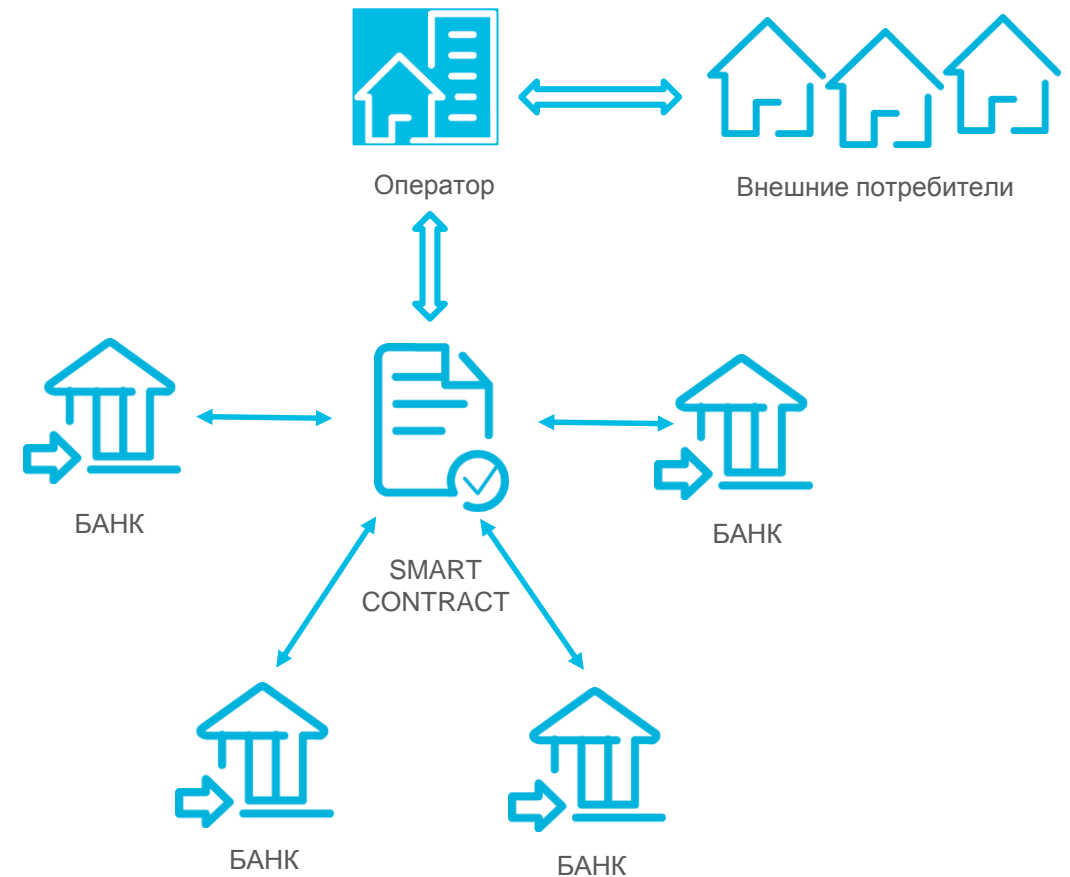 Оператор
Внешние потребители
БАНК
БАНК
SMART
CONTRACT
БАНК
БАНК